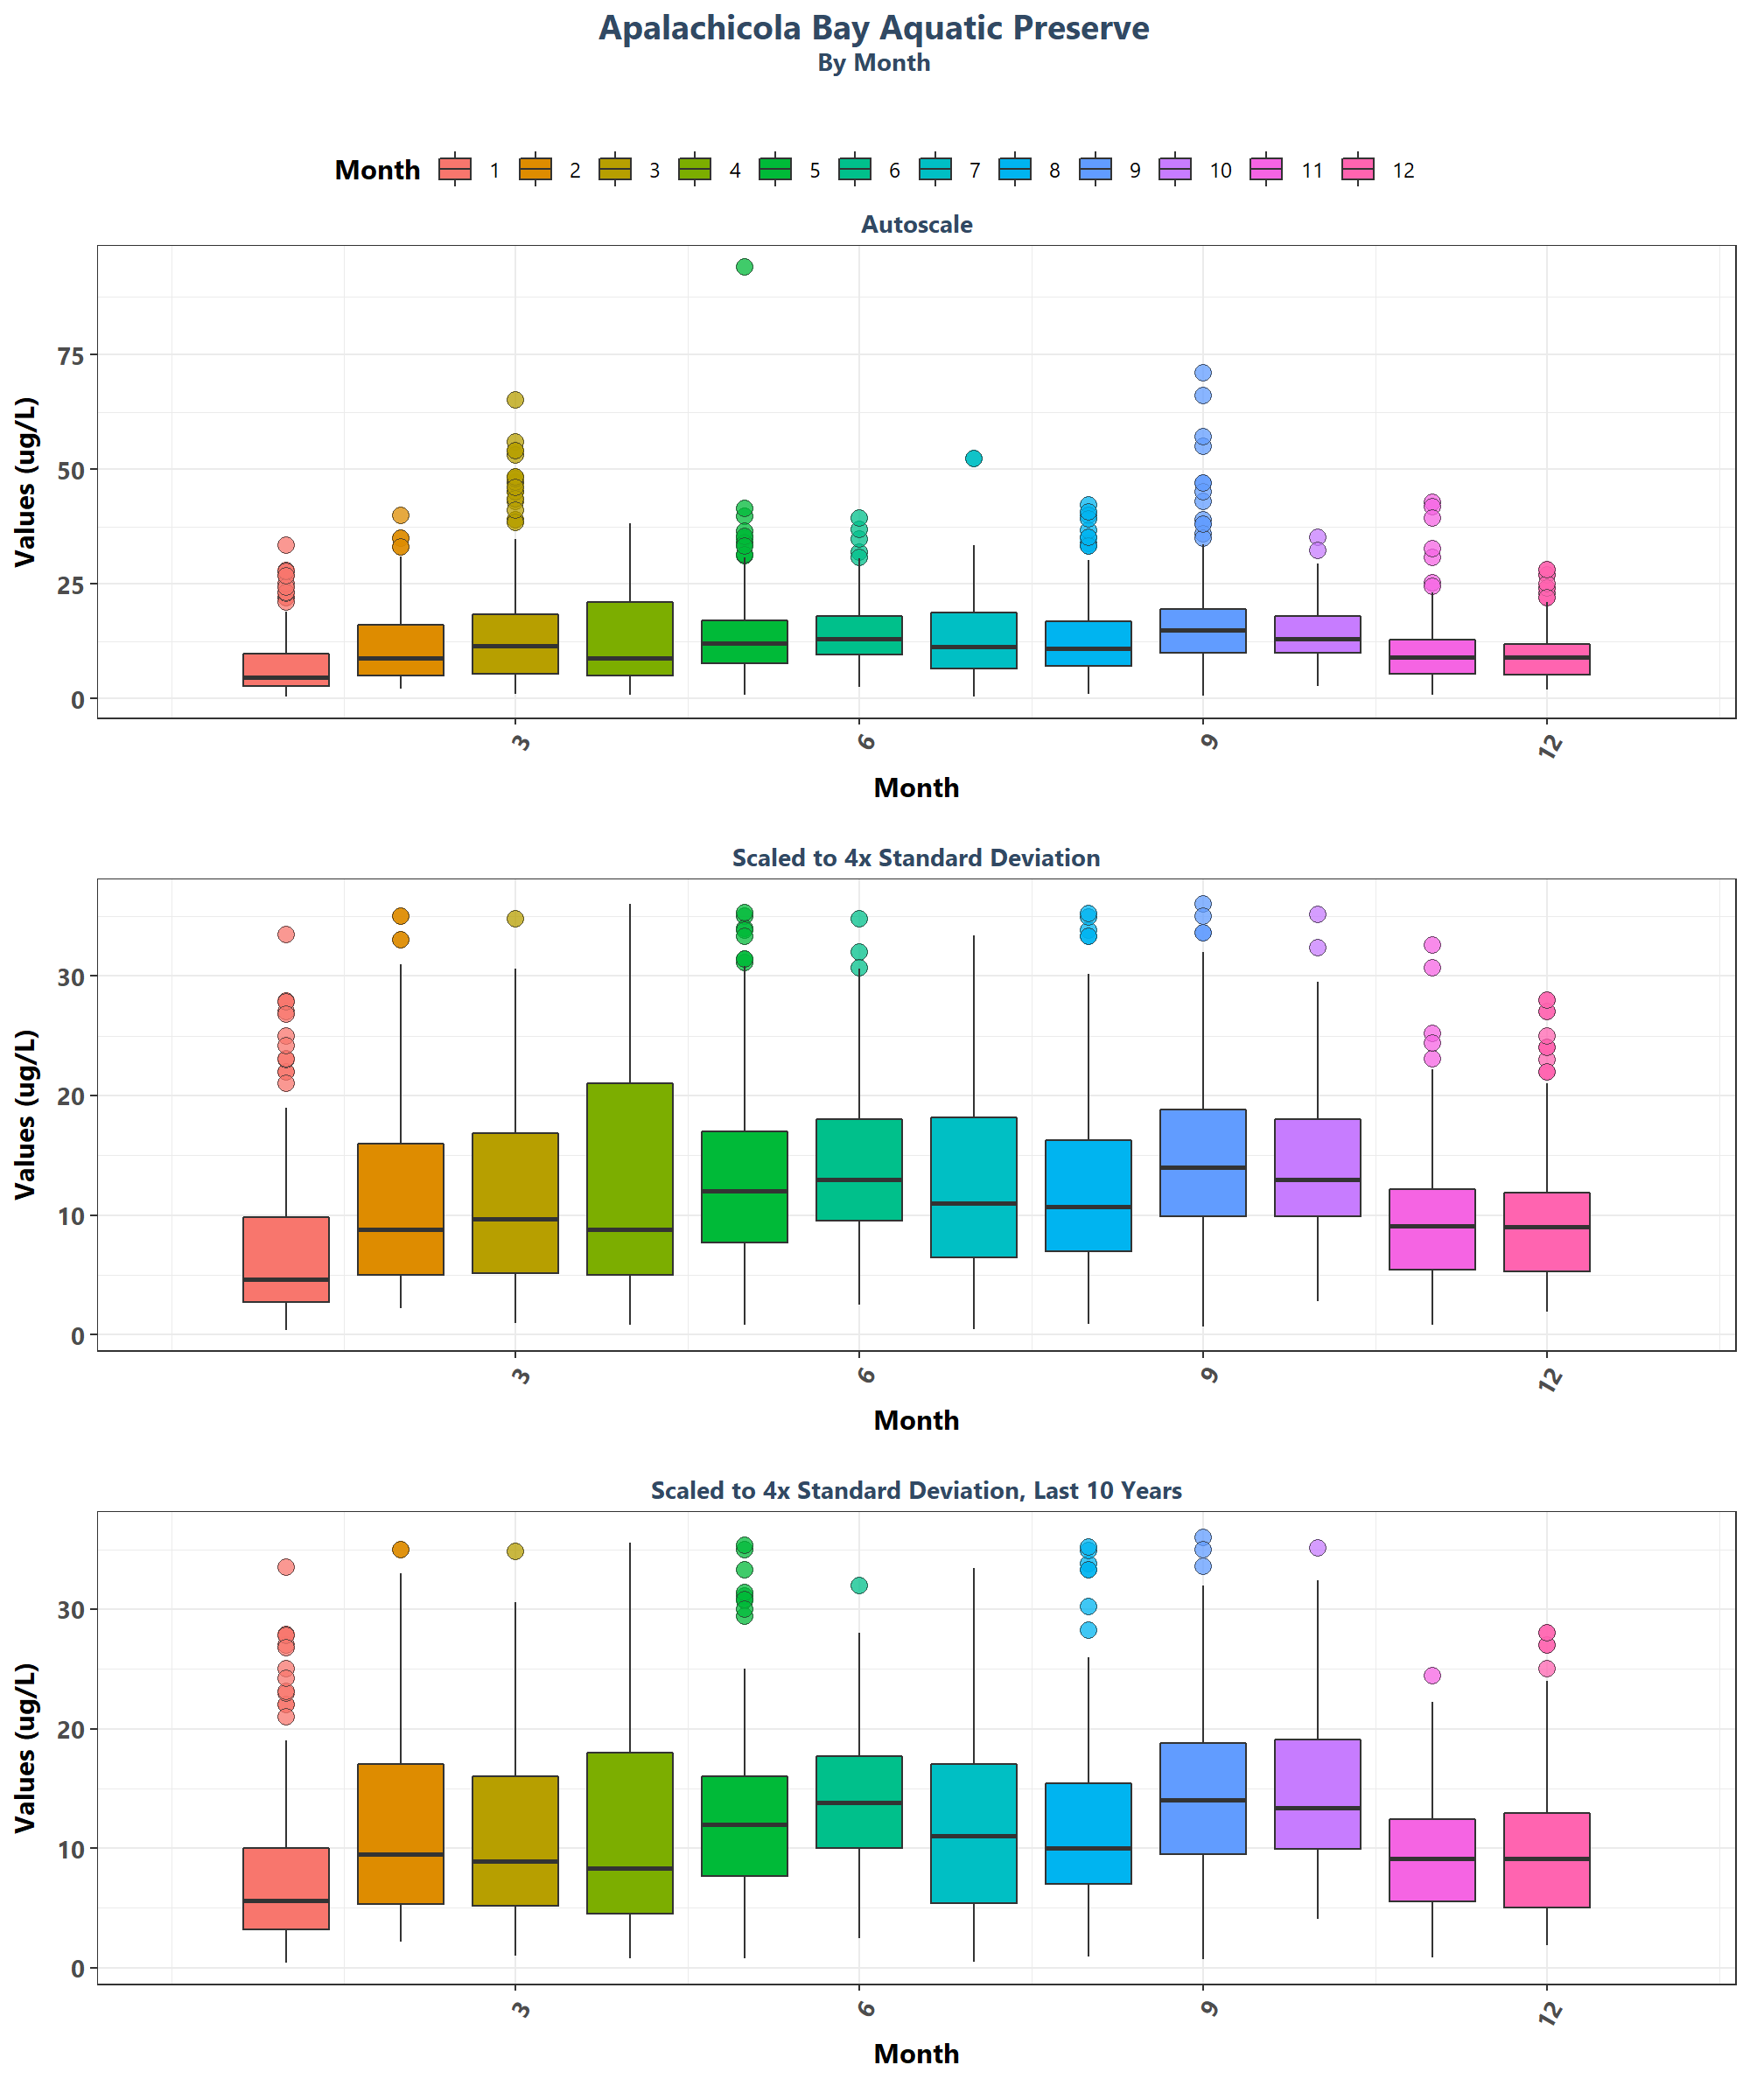 Apalachicola Bay Aquatic Preserve
By Month
Month 1 2 3 4 5 6 7 8 9 10 11 12
Autoscale
Values (ug/L)
75
50
25
0
3 6 9 12
Month
Scaled to 4x Standard Deviation
Values (ug/L)
30
20
10
0
3 6 9 12
Month
Scaled to 4x Standard Deviation, Last 10 Years
Values (ug/L)
30
20
10
0
3 6 9 12
Month